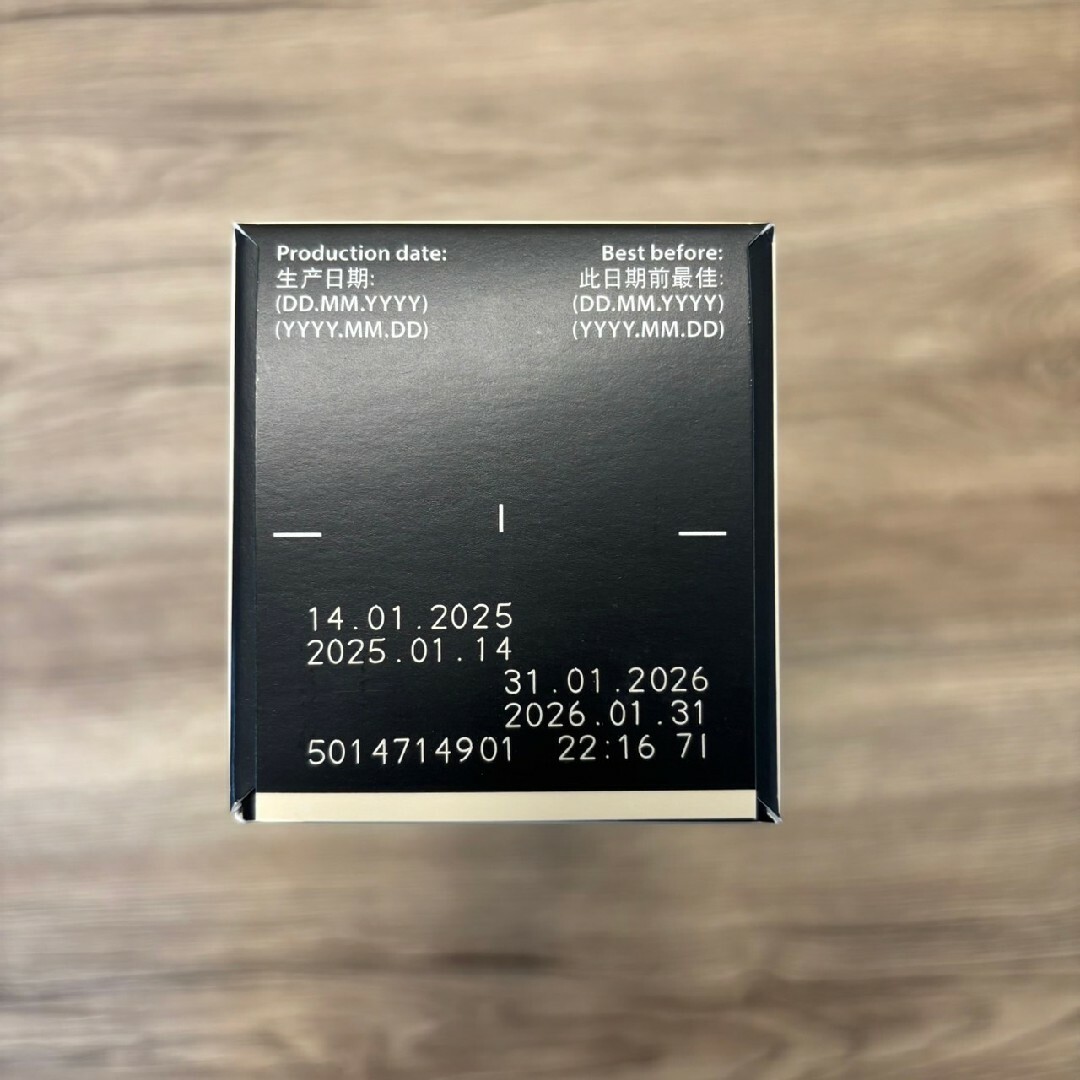 Production date:
生产日期:
(DD.MM.YYYY)
(YYYY.MM.DD)
Best before:
此日期前最佳:
(DD.MM.YYYY)
(YYYY.MM.DD)
14.01.2025
2025.01.14
31.01.2026
2026.01.31
5014714901 22:16 71